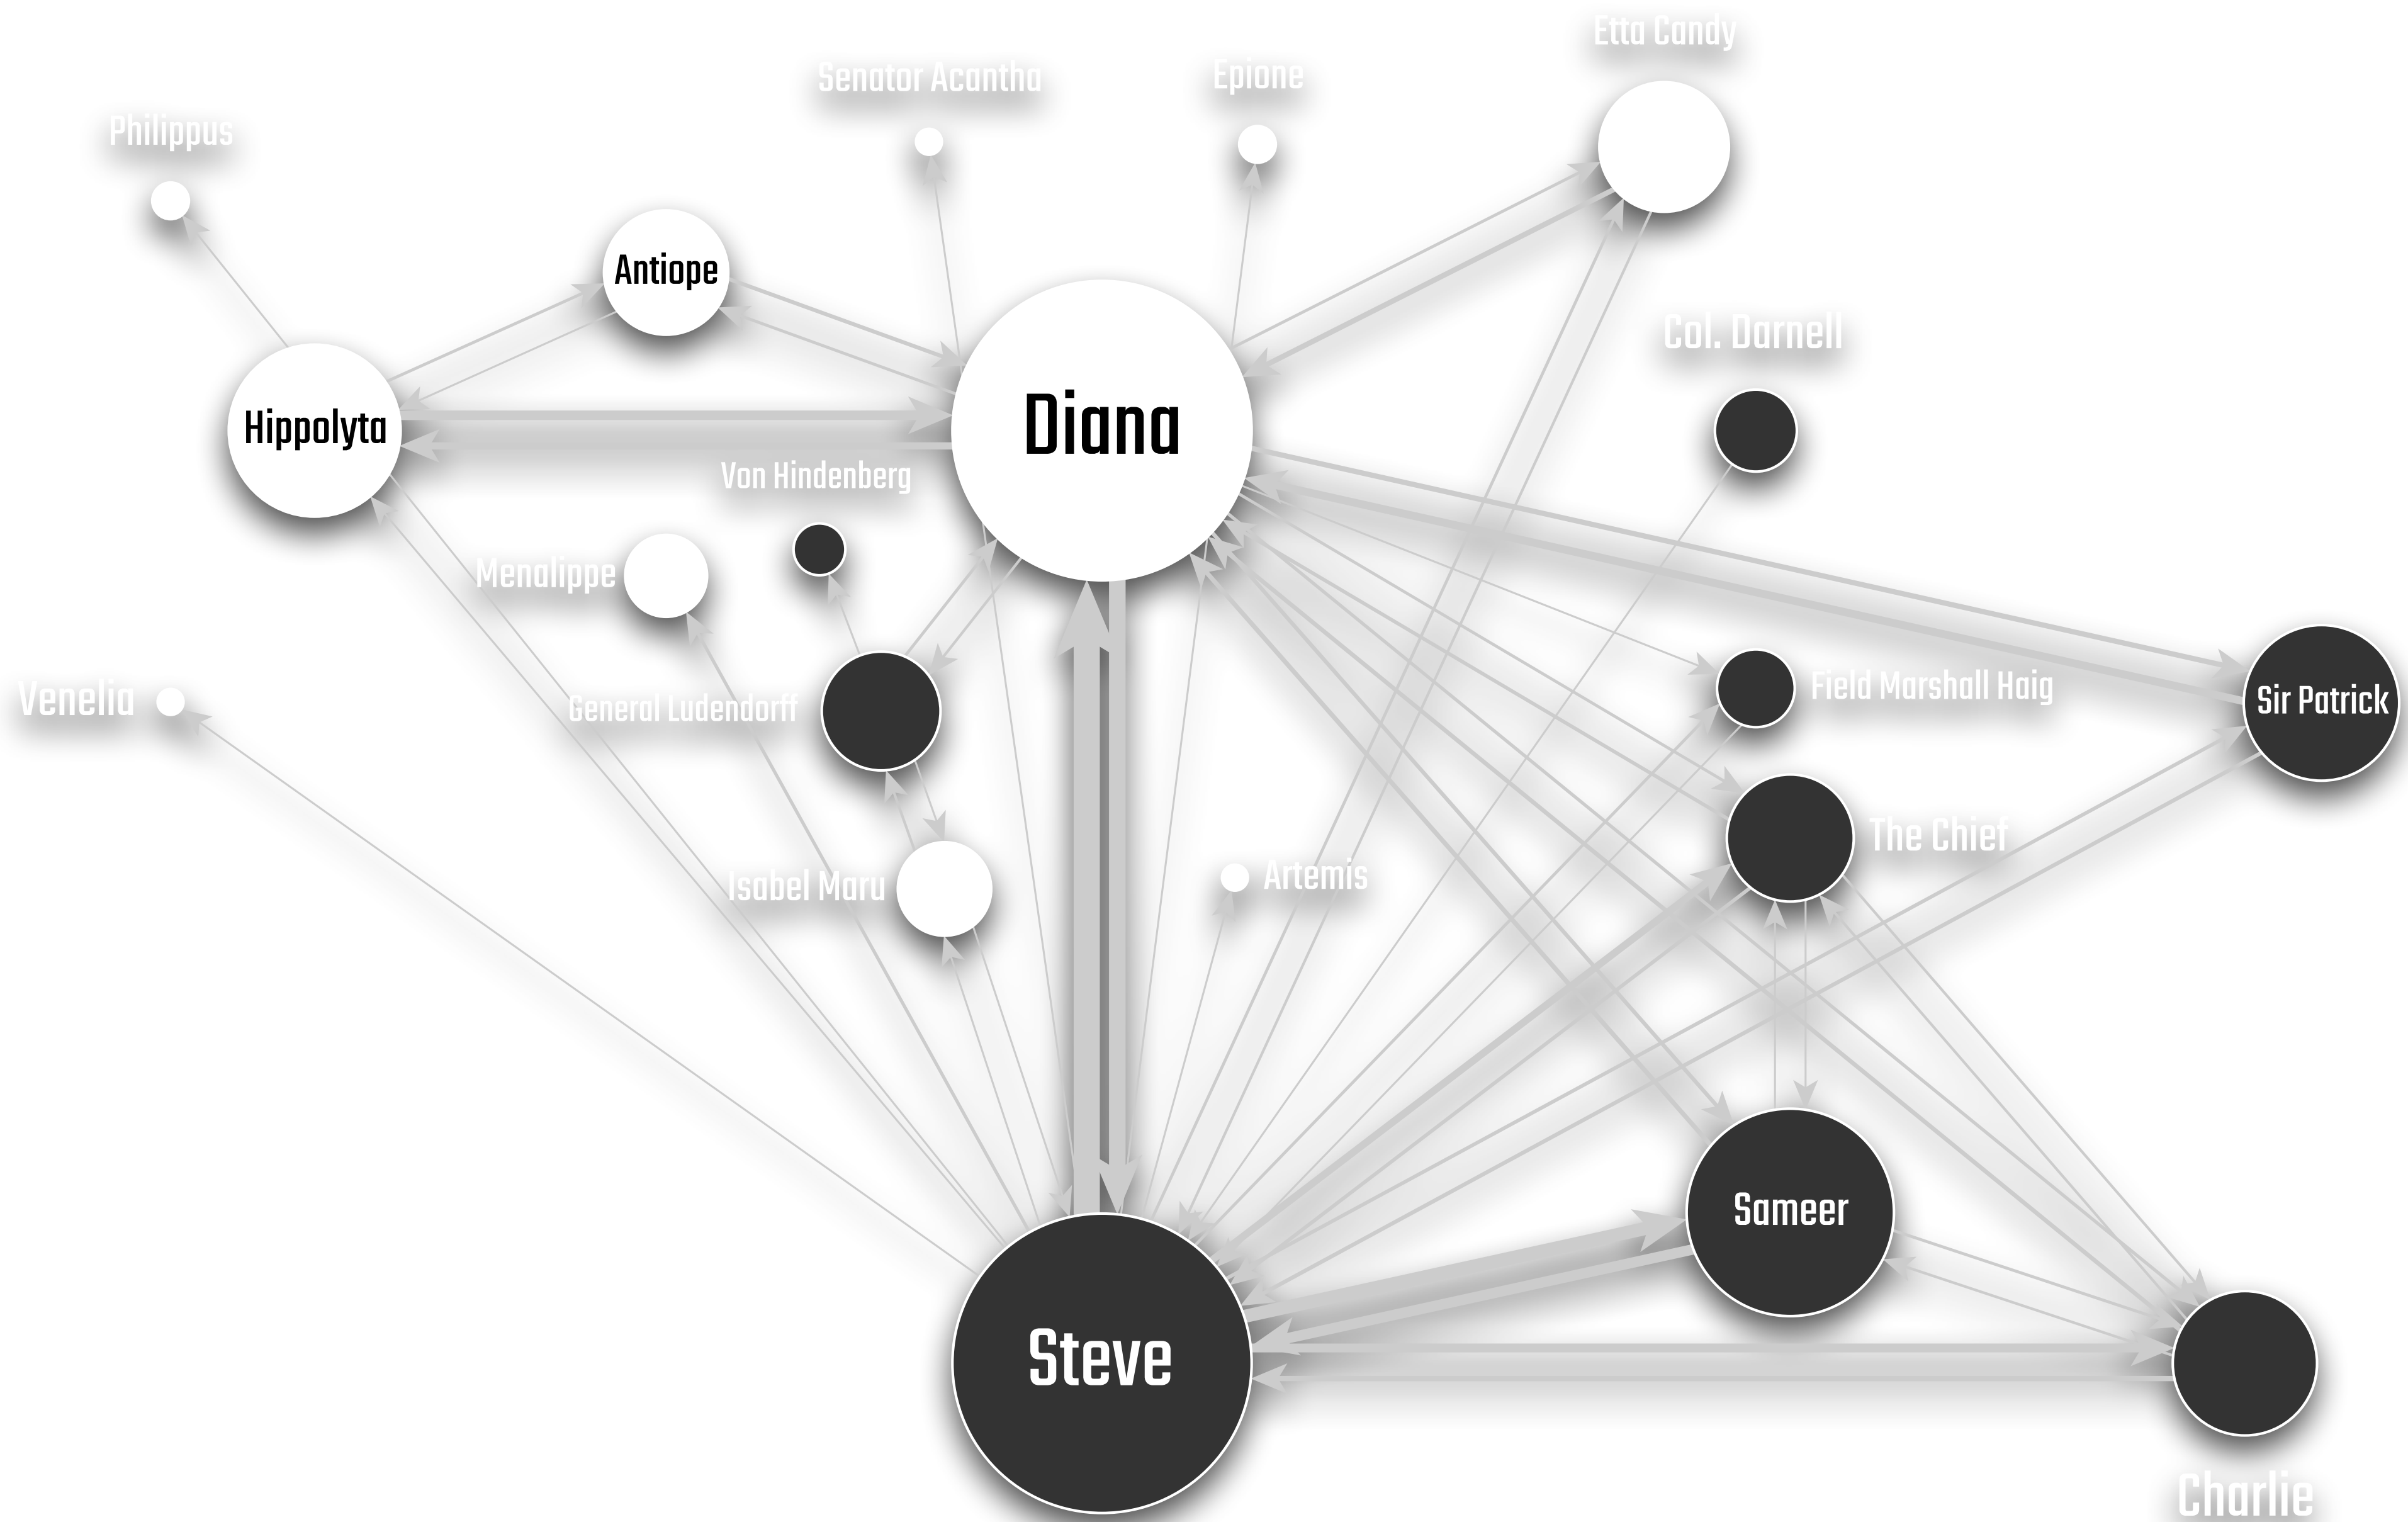 Etta Candy
Senator Acantha
Epione
Philippus
Antiope
Col. Darnell
Diana
Hippolyta
Von Hindenberg
Menalippe
Field Marshall Haig
Venelia
General Ludendorff
Sir Patrick
The Chief
Isabel Maru
Artemis
Sameer
Steve
Charlie